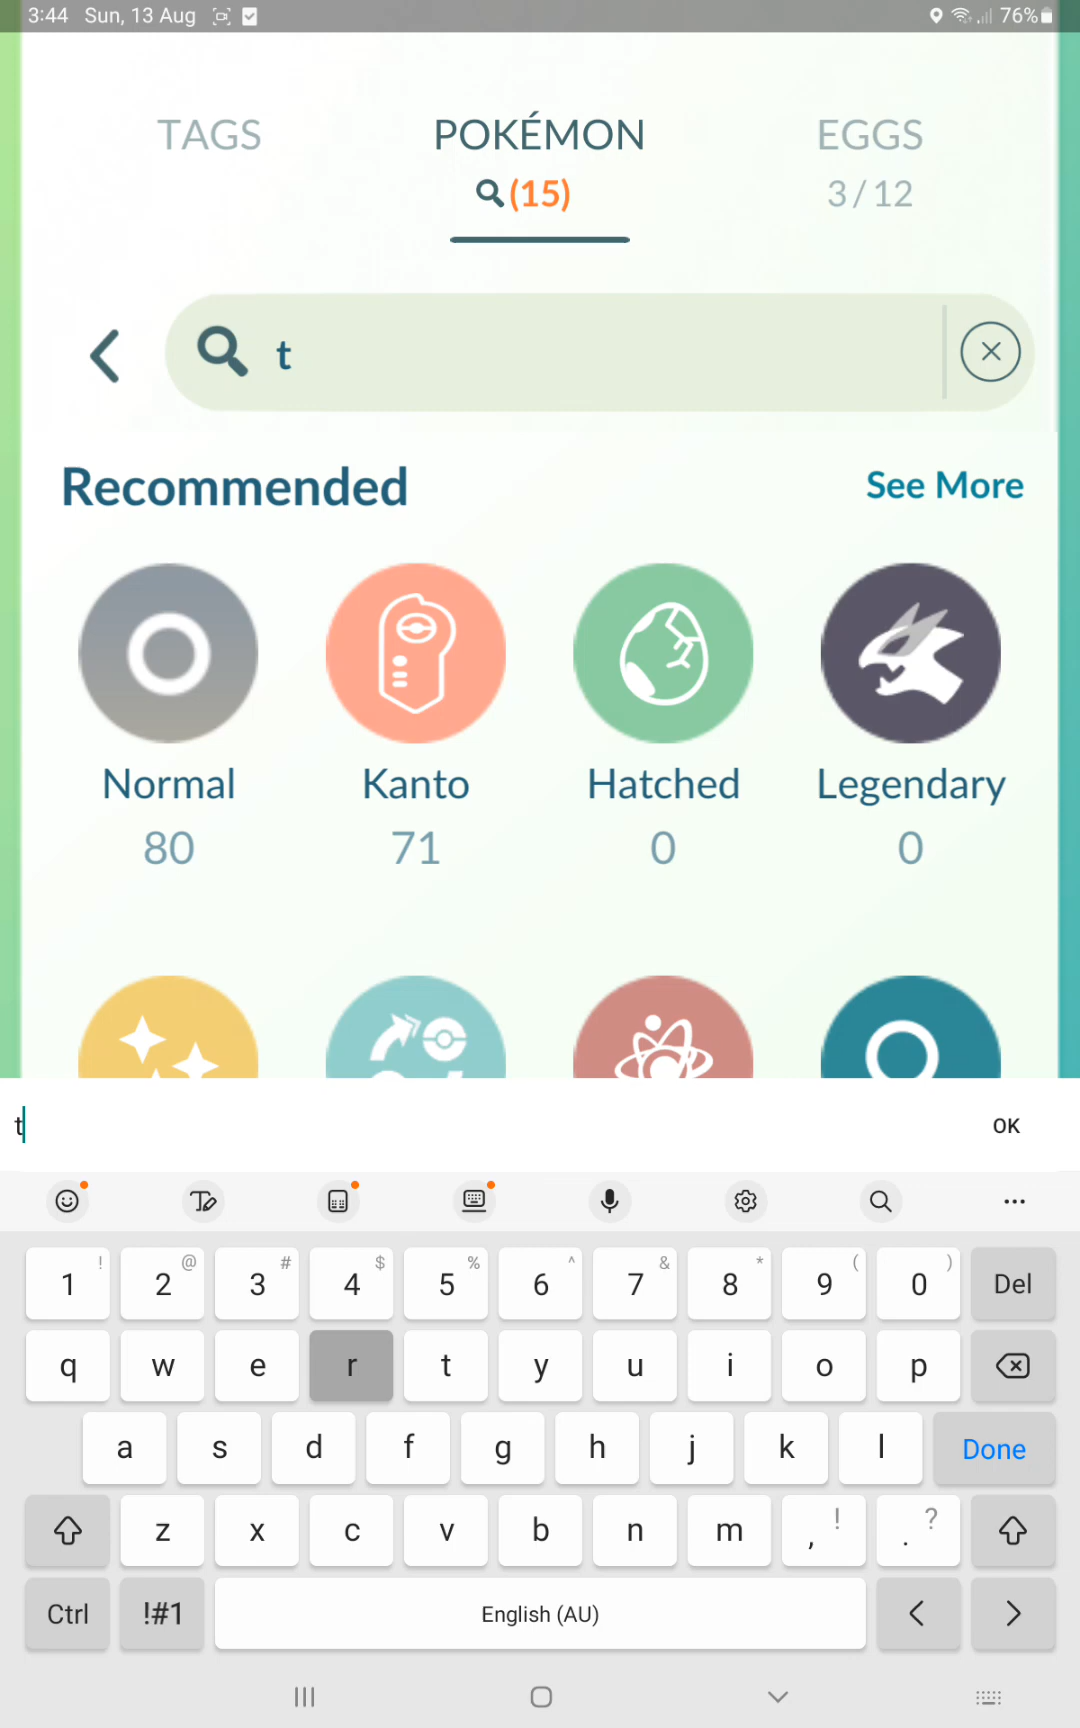 3:44 Sun, 13 Aug 76%
TAGS POKÉMON EGGS
(15) 3/12
t
Recommended See More
Normal Kanto Hatched Legendary
80 71 0 0
t OK
! @ # $ % ^ & * ( )
1 2 3 4 5 6 7 8 9 0 Del
q w e r t y u i o p
a s d f g h j k l Done
z x c v b n m , ! . ?
Ctrl !#1 English (AU) < >